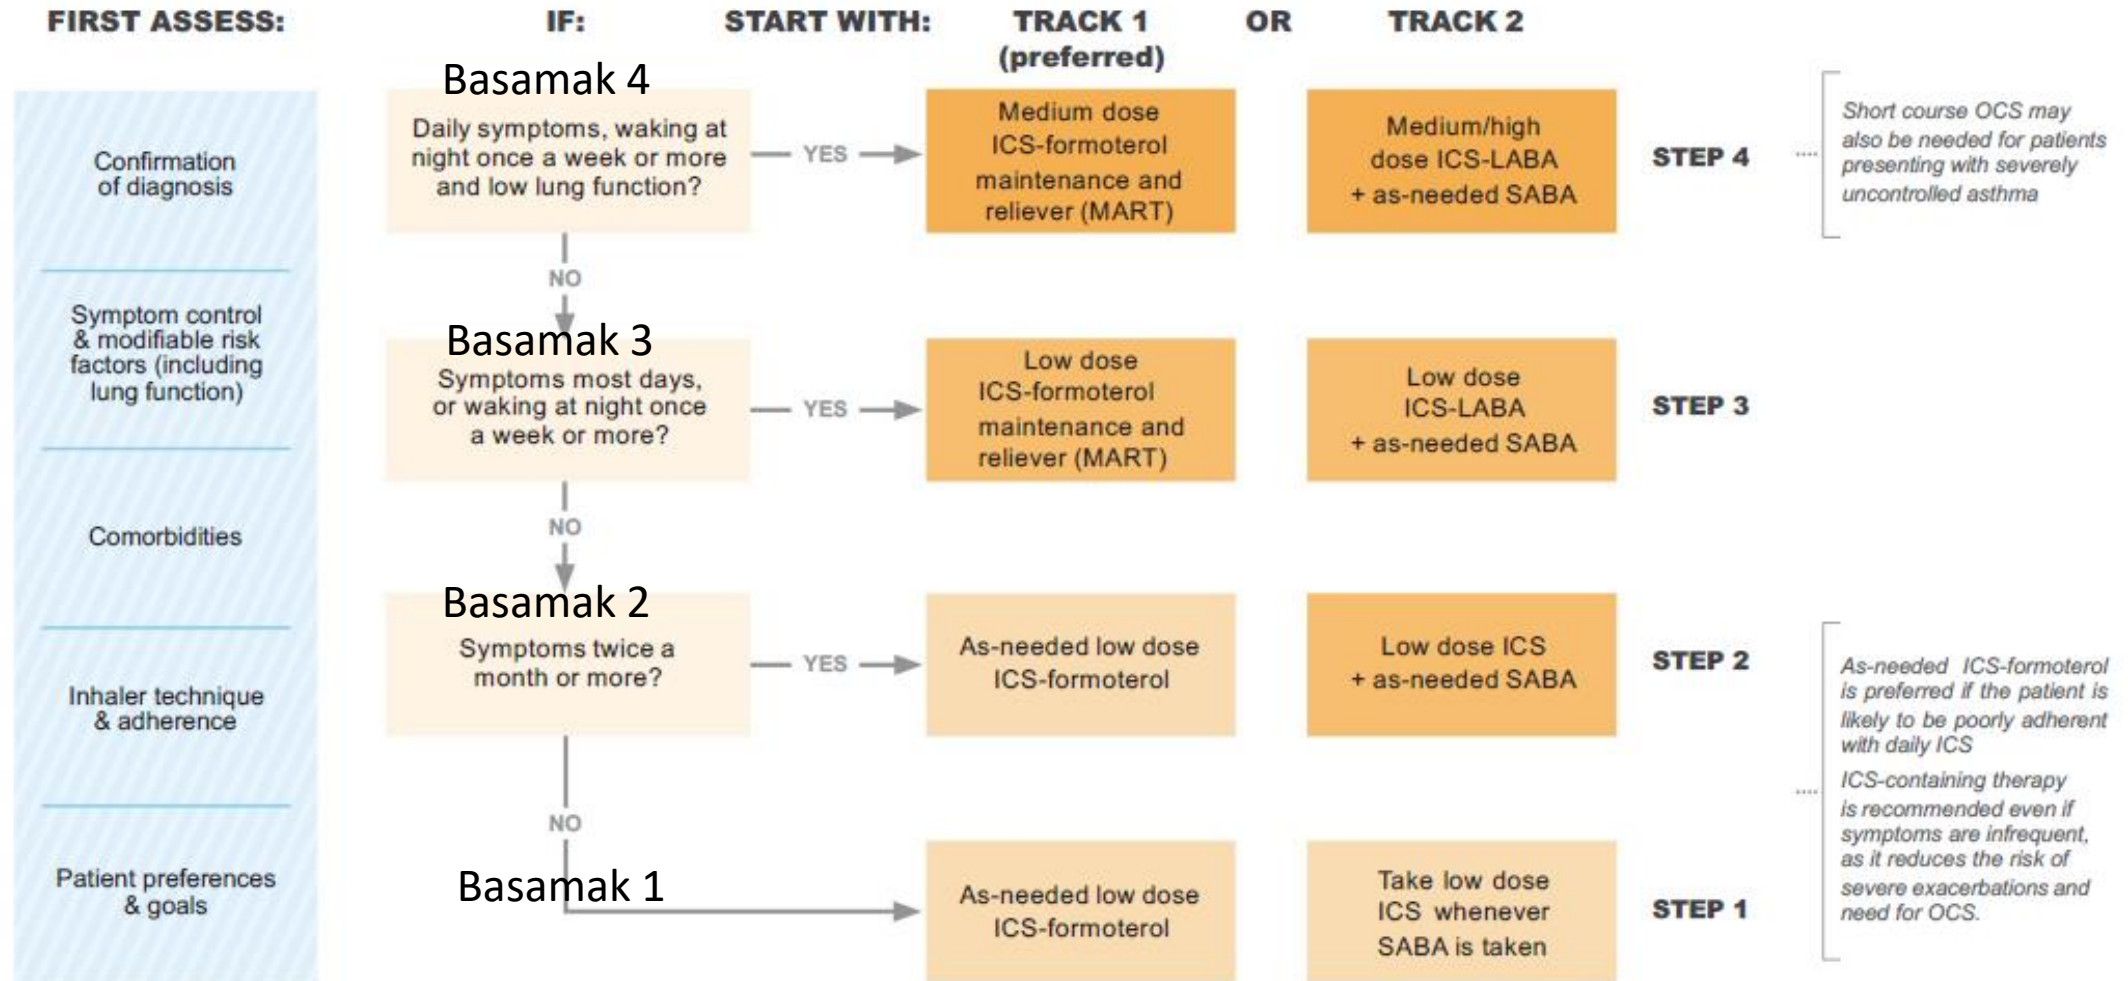 FIRST ASSESS:
IF:
START WITH:
TRACK 1
(preferred)
OR
TRACK 2
Confirmation
of diagnosis
Symptom control
& modifiable risk
factors (including
lung function)
Comorbidities
Inhaler technique
& adherence
Patient preferences
& goals
Basamak 4
Daily symptoms, waking at
night once a week or more
and low lung function?
YES
Medium dose
ICS-formoterol
maintenance and
reliever (MART)
Medium/high
dose ICS-LABA
+ as-needed SABA
STEP 4
Short course OCS may
also be needed for patients
presenting with severely
uncontrolled asthma
NO
Basamak 3
Symptoms most days,
or waking at night once
a week or more?
YES
Low dose
ICS-formoterol
maintenance and
reliever (MART)
Low dose
ICS-LABA
+ as-needed SABA
STEP 3
NO
Basamak 2
Symptoms twice a
month or more?
YES
As-needed low dose
ICS-formoterol
Low dose ICS
+ as-needed SABA
STEP 2
NO
Basamak 1
As-needed low dose
ICS-formoterol
Take low dose
ICS whenever
SABA is taken
STEP 1
As-needed ICS-formoterol
is preferred if the patient is
likely to be poorly adherent
with daily ICS
ICS-containing therapy
is recommended even if
symptoms are infrequent,
as it reduces the risk of
severe exacerbations and
need for OCS.